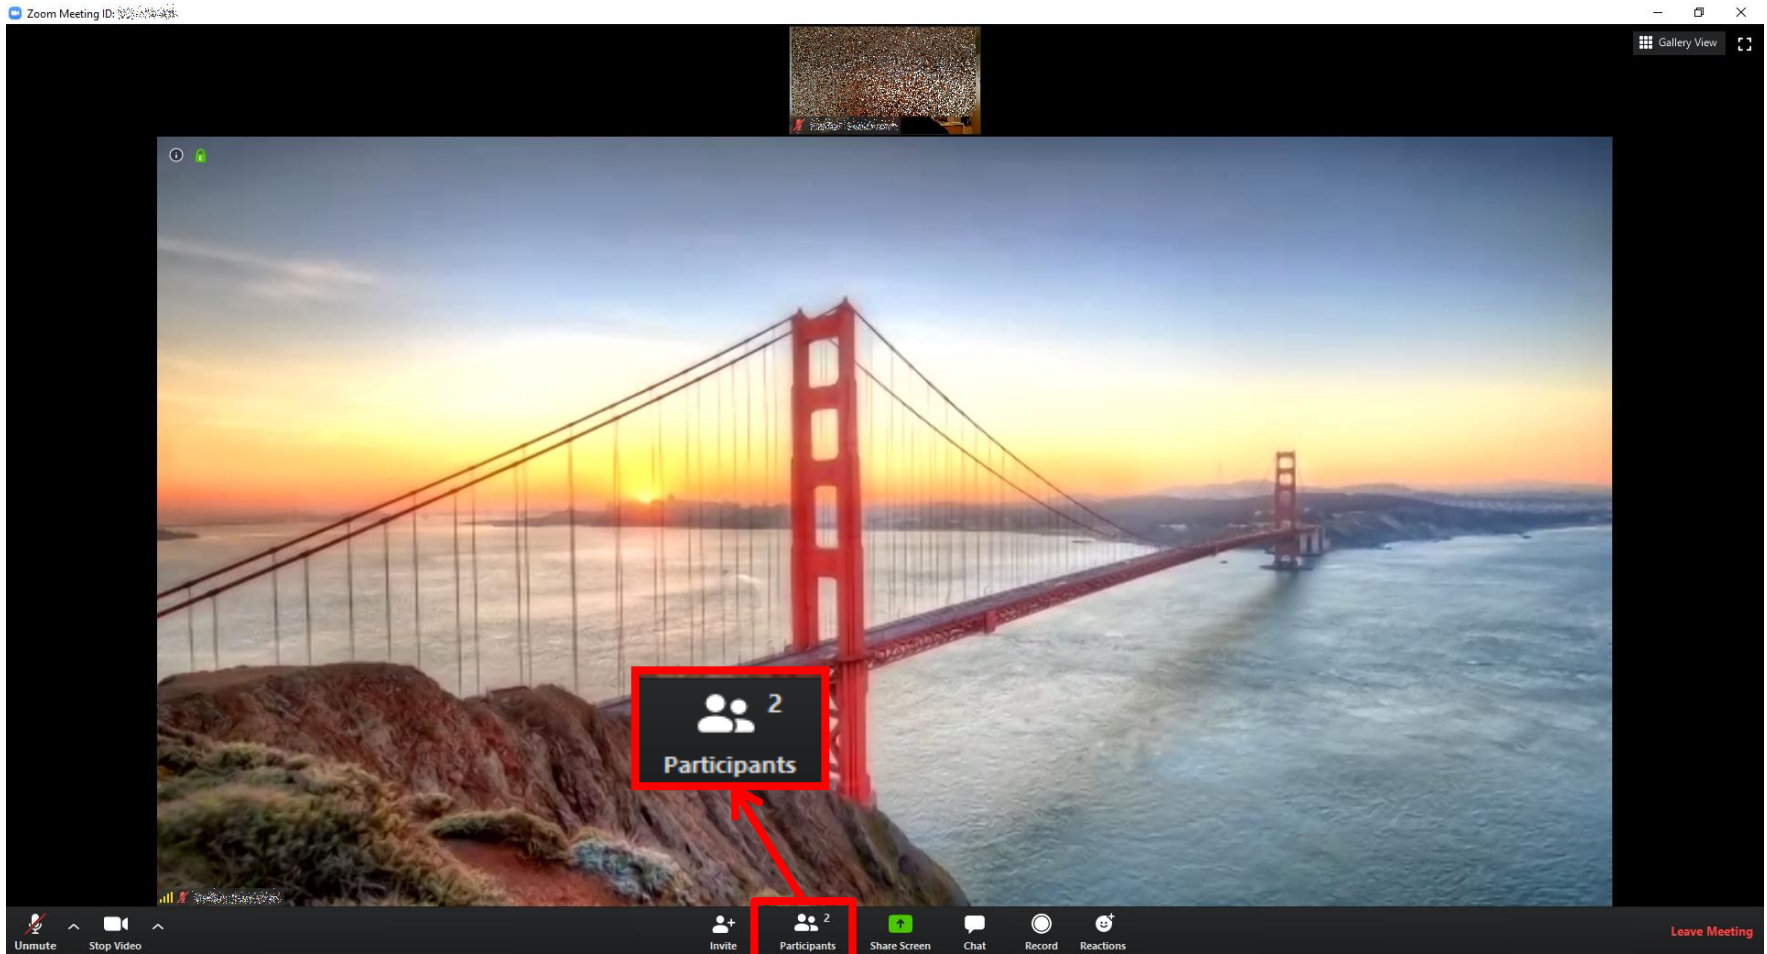 Zoom Meeting ID:
Gallery View
2
Participants
Unmute
Stop Video
Invite
2
Participants
Share Screen
Chat
Record
Reactions
Leave Meeting